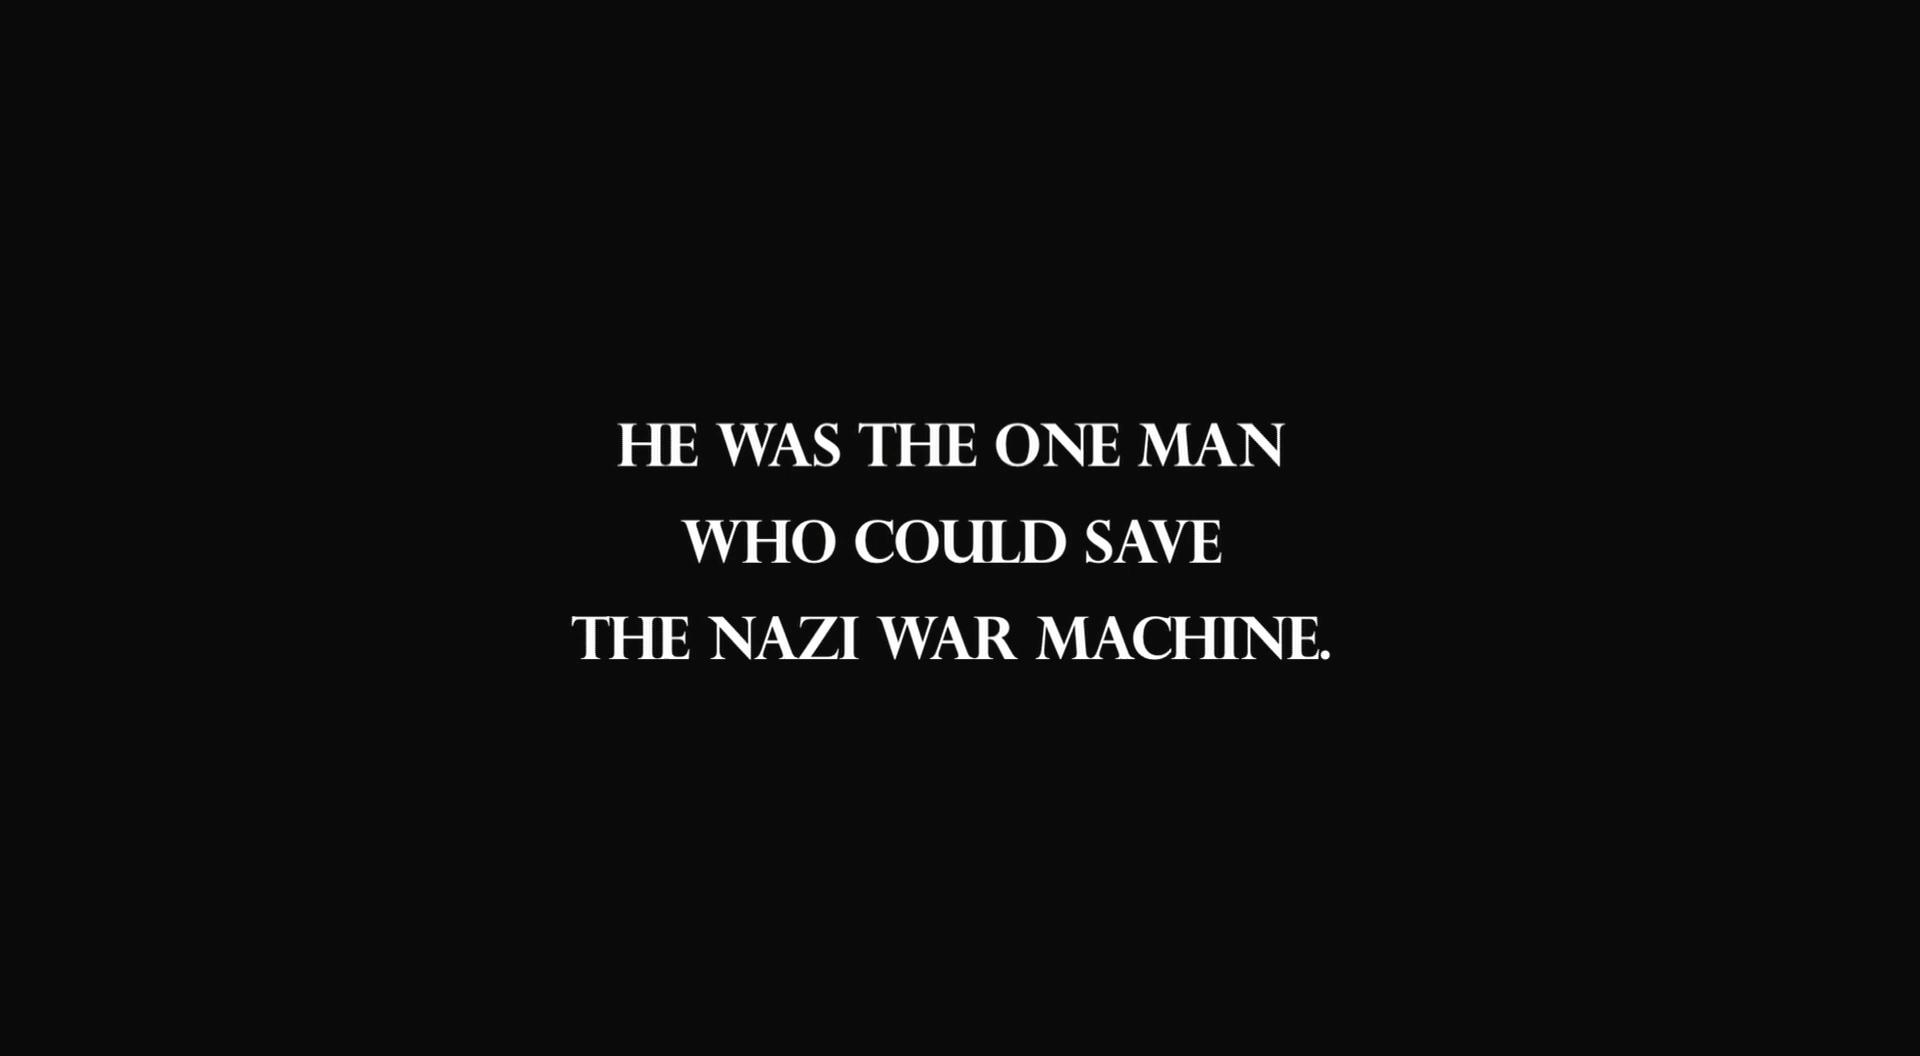 HE WAS THE ONE MAN
WHO COULD SAVE
THE NAZI WAR MACHINE.